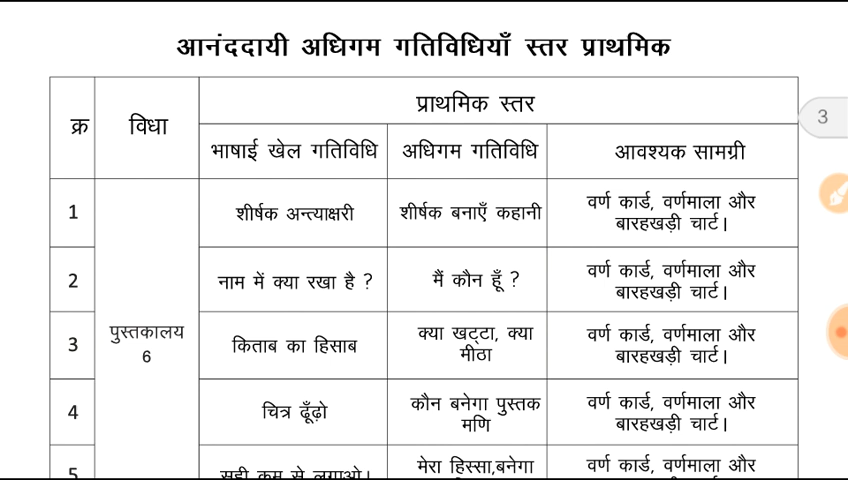 आनंददायी अधिगम गतिविधियाँ स्तर प्राथमिक
क्र
विधा
प्राथमिक स्तर
भाषाई खेल गतिविधि
अधिगम गतिविधि
आवश्यक सामग्री
3
1
शीर्षक अन्त्याक्षरी
शीर्षक बनाएँ कहानी
वर्ण कार्ड, वर्णमाला और
बारहखड़ी चार्ट।
2
नाम में क्या रखा है ?
मैं कौन हूँ ?
वर्ण कार्ड, वर्णमाला और
बारहखड़ी चार्ट।
पुस्तकालय
6
3
किताब का हिसाब
क्या खट्टा, क्या
मीठा
वर्ण कार्ड, वर्णमाला और
बारहखड़ी चार्ट।
4
चित्र ढूँढ़ो
कौन बनेगा पुस्तक
मणि
वर्ण कार्ड, वर्णमाला और
बारहखड़ी चार्ट।
5
सही क्रम से लगाओ।
मेरा हिस्सा,बनेगा
वर्ण कार्ड, वर्णमाला और